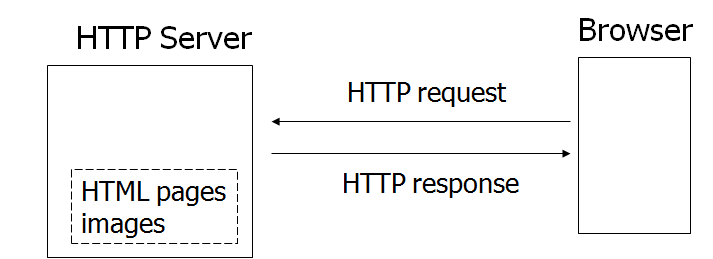 HTTP Server
Browser
HTTP request
HTTP response
HTML pages
images